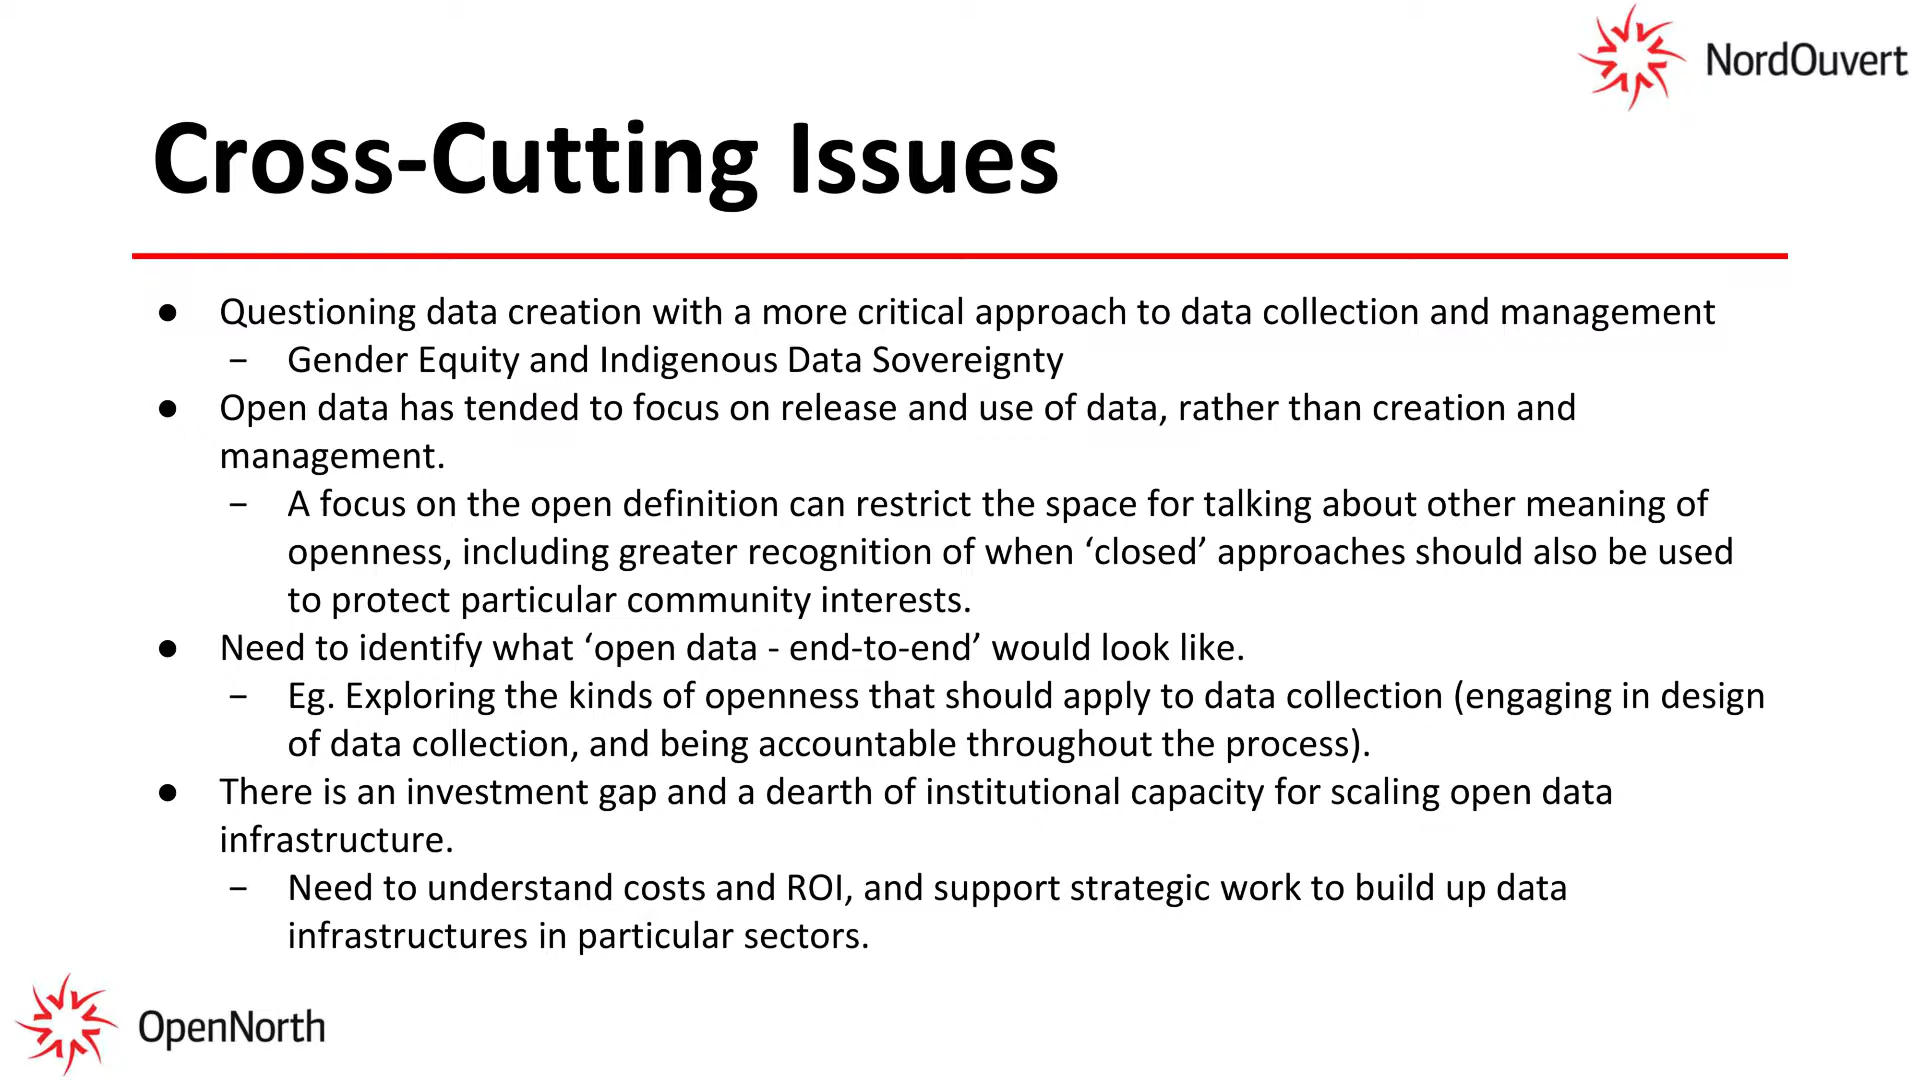 NordOuvert
Cross-Cutting Issues
● Questioning data creation with a more critical approach to data collection and management
– Gender Equity and Indigenous Data Sovereignty
● Open data has tended to focus on release and use of data, rather than creation and
management.
– A focus on the open definition can restrict the space for talking about other meaning of
openness, including greater recognition of when ‘closed’ approaches should also be used
to protect particular community interests.
● Need to identify what ‘open data - end-to-end’ would look like.
– Eg. Exploring the kinds of openness that should apply to data collection (engaging in design
of data collection, and being accountable throughout the process).
● There is an investment gap and a dearth of institutional capacity for scaling open data
infrastructure.
– Need to understand costs and ROI, and support strategic work to build up data
infrastructures in particular sectors.
OpenNorth